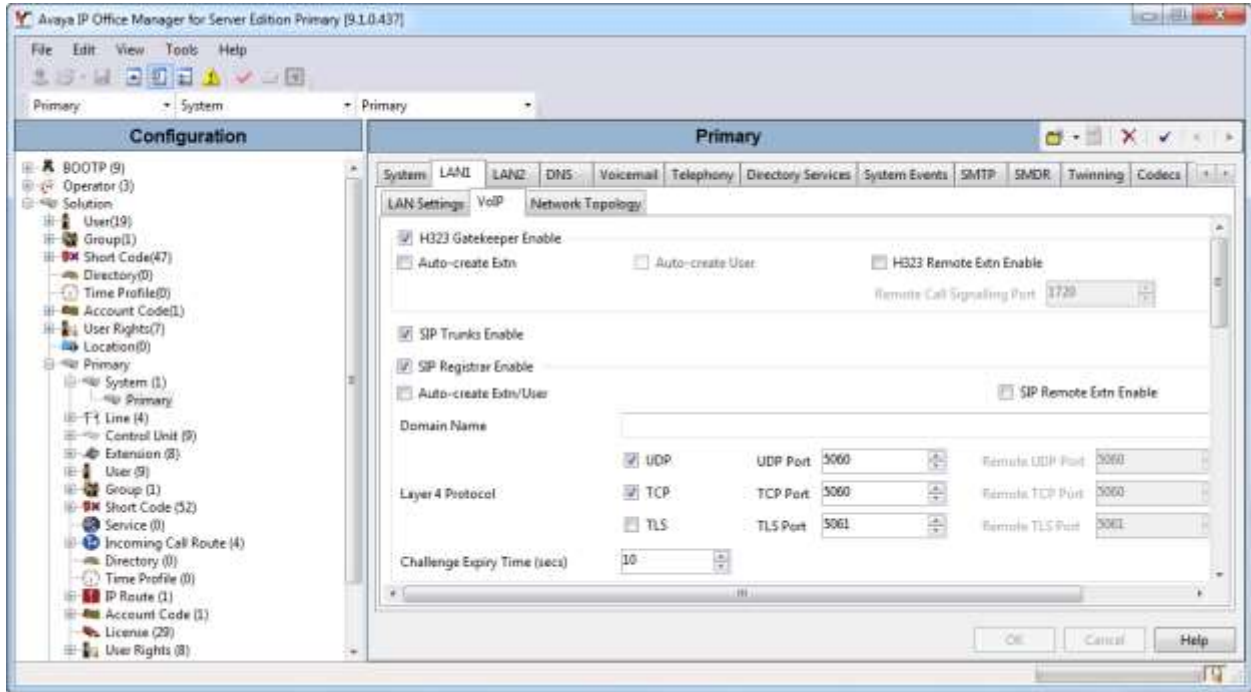 Avaya IP Office Manager for Server Edition Primary [9.1.0.437]
File Edit View Tools Help
Primary System Primary
Configuration
BOOTP (9)
Operator (3)
Solution
User(19)
Group(1)
Short Code(47)
Directory(0)
Time Profile(0)
Account Code(1)
User Rights(7)
Location(0)
Primary
System (1)
Primary
Line (4)
Control Unit (9)
Extension (8)
User (9)
Group (1)
Short Code (52)
Service (0)
Incoming Call Route (4)
Directory (0)
Time Profile (0)
IP Route (1)
Account Code (1)
License (29)
User Rights (8)
Primary
System LAN1 LAN2 DNS Voicemail Telephony Directory Services System Events SMTP SMDR Twinning Codecs
LAN Settings VoIP Network Topology
H323 Gatekeeper Enable
Auto-create Extn Auto-create User H323 Remote Extn Enable
Remote Call Signalling Port 1720
SIP Trunks Enable
SIP Registrar Enable
Auto-create Extn/User SIP Remote Extn Enable
Domain Name
UDP UDP Port 5060 Remote UDP Port 5060
Layer 4 Protocol TCP TCP Port 5060 Remote TCP Port 5060
TLS TLS Port 5061 Remote TLS Port 5061
Challenge Expiry Time (secs) 10
OK Cancel Help